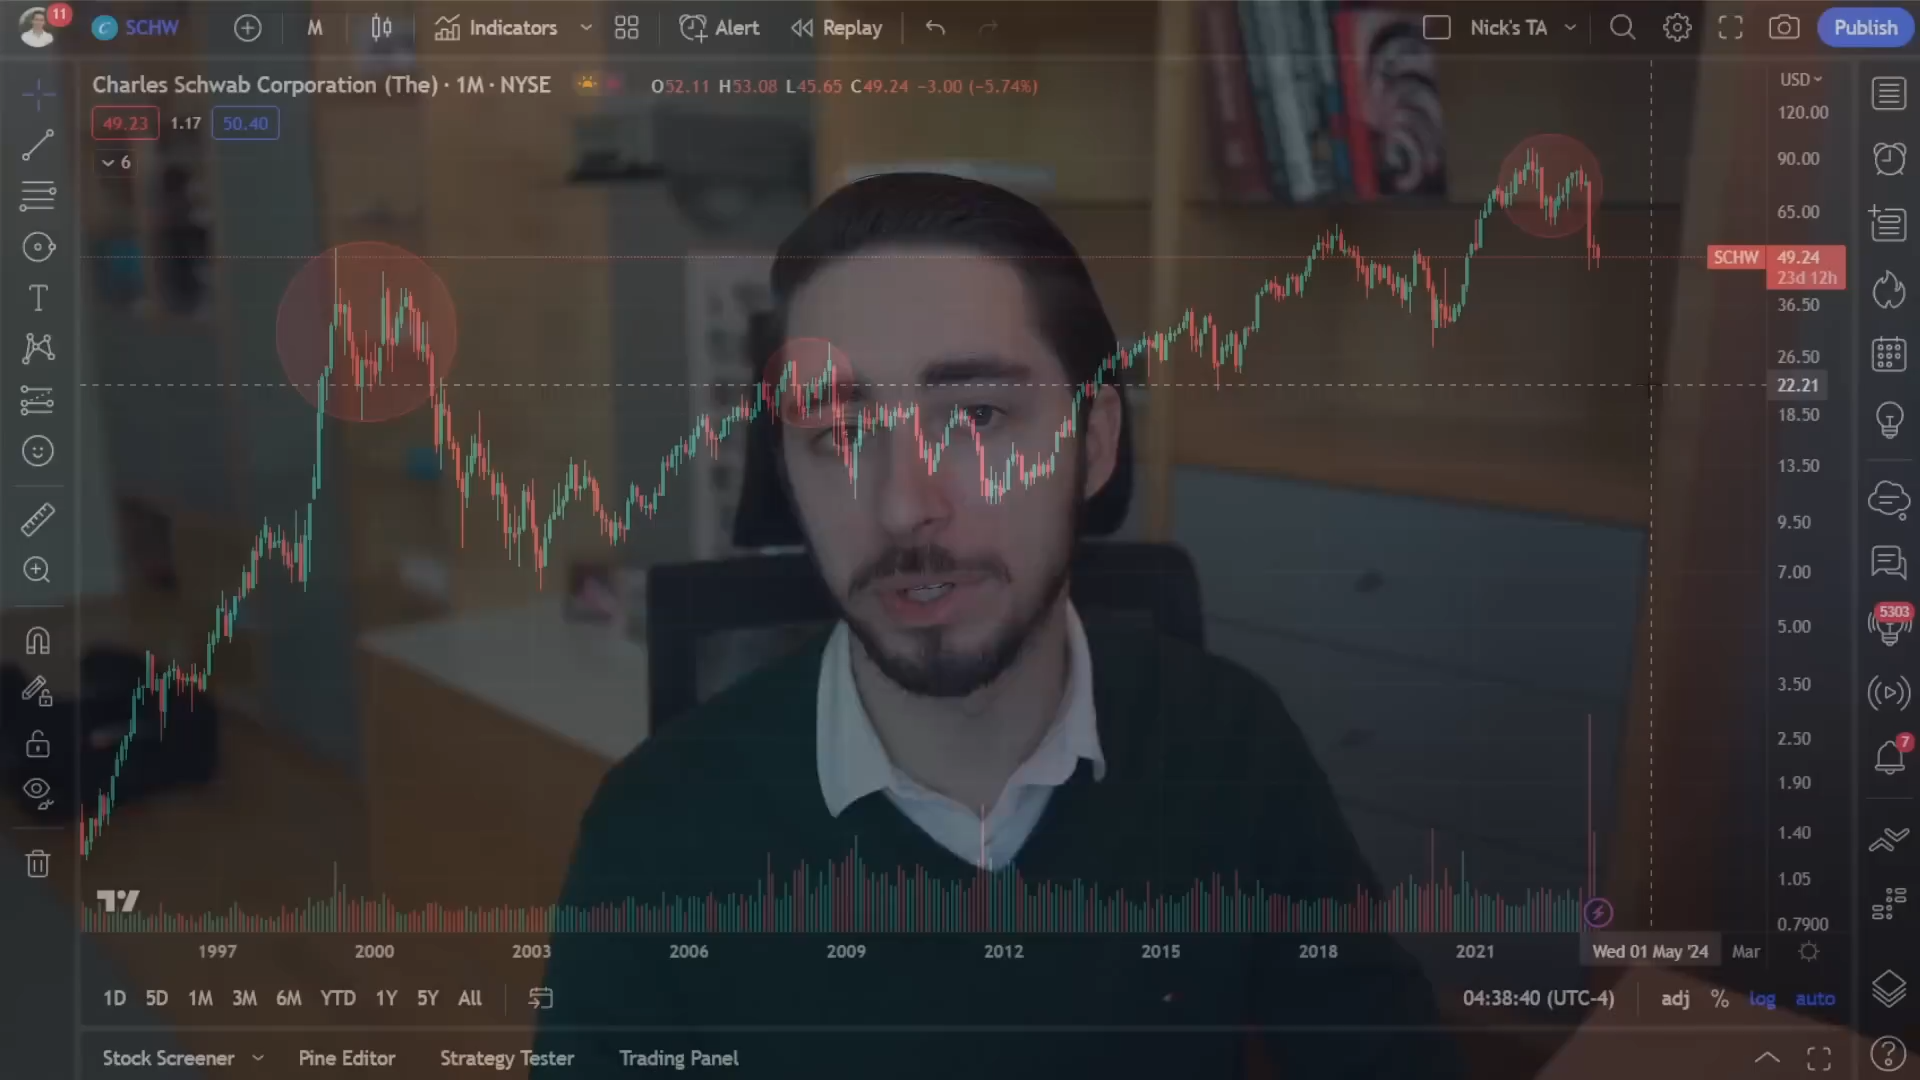 11
SCHW
M
Indicators
Alert
Replay
Nick's TA
Publish
Charles Schwab Corporation (The) · 1M · NYSE
O52.11 H53.08 L45.65 C49.24 −3.00 (−5.74%)
USD
49.23
1.17
50.40
6
120.00
90.00
65.00
SCHW
49.24
23d 12h
36.50
26.50
22.21
18.50
13.50
9.50
7.00
5.00
3.50
2.50
1.90
1.40
1.05
0.7900
5303
7
1997
2000
2003
2006
2009
2012
2015
2018
2021
Wed 01 May '24
Mar
1D 5D 1M 3M 6M YTD 1Y 5Y All
04:38:40 (UTC-4)
adj % log auto
Stock Screener
Pine Editor
Strategy Tester
Trading Panel